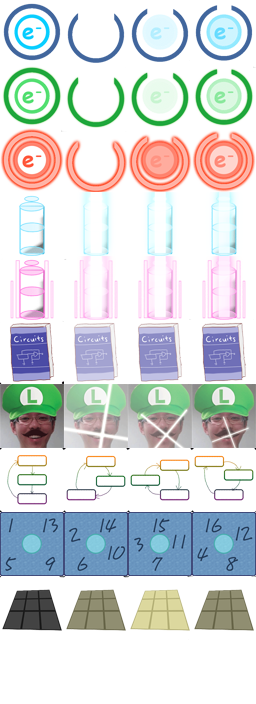 e⁻ e⁻ e⁻
e⁻ e⁻ e⁻
e⁻ e⁻ e⁻
Circuits Circuits Circuits Circuits
L L L L
1 13 14 15 16
2 3 11 12
5 9 6 10 7 4 8